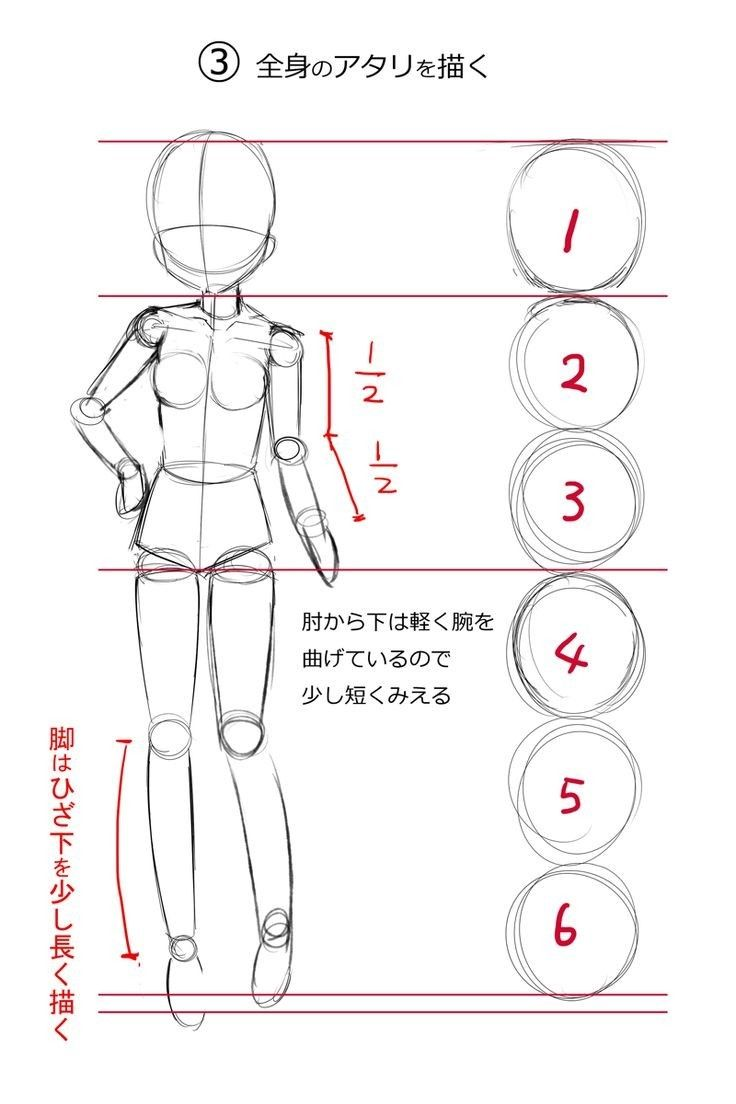 ③ 全身のアタリを描く
1
2
1/2
3
1/2
肘から下は軽く腕を
曲げているので
少し短くみえる
4
脚はひざ下を少し長く描く
5
6